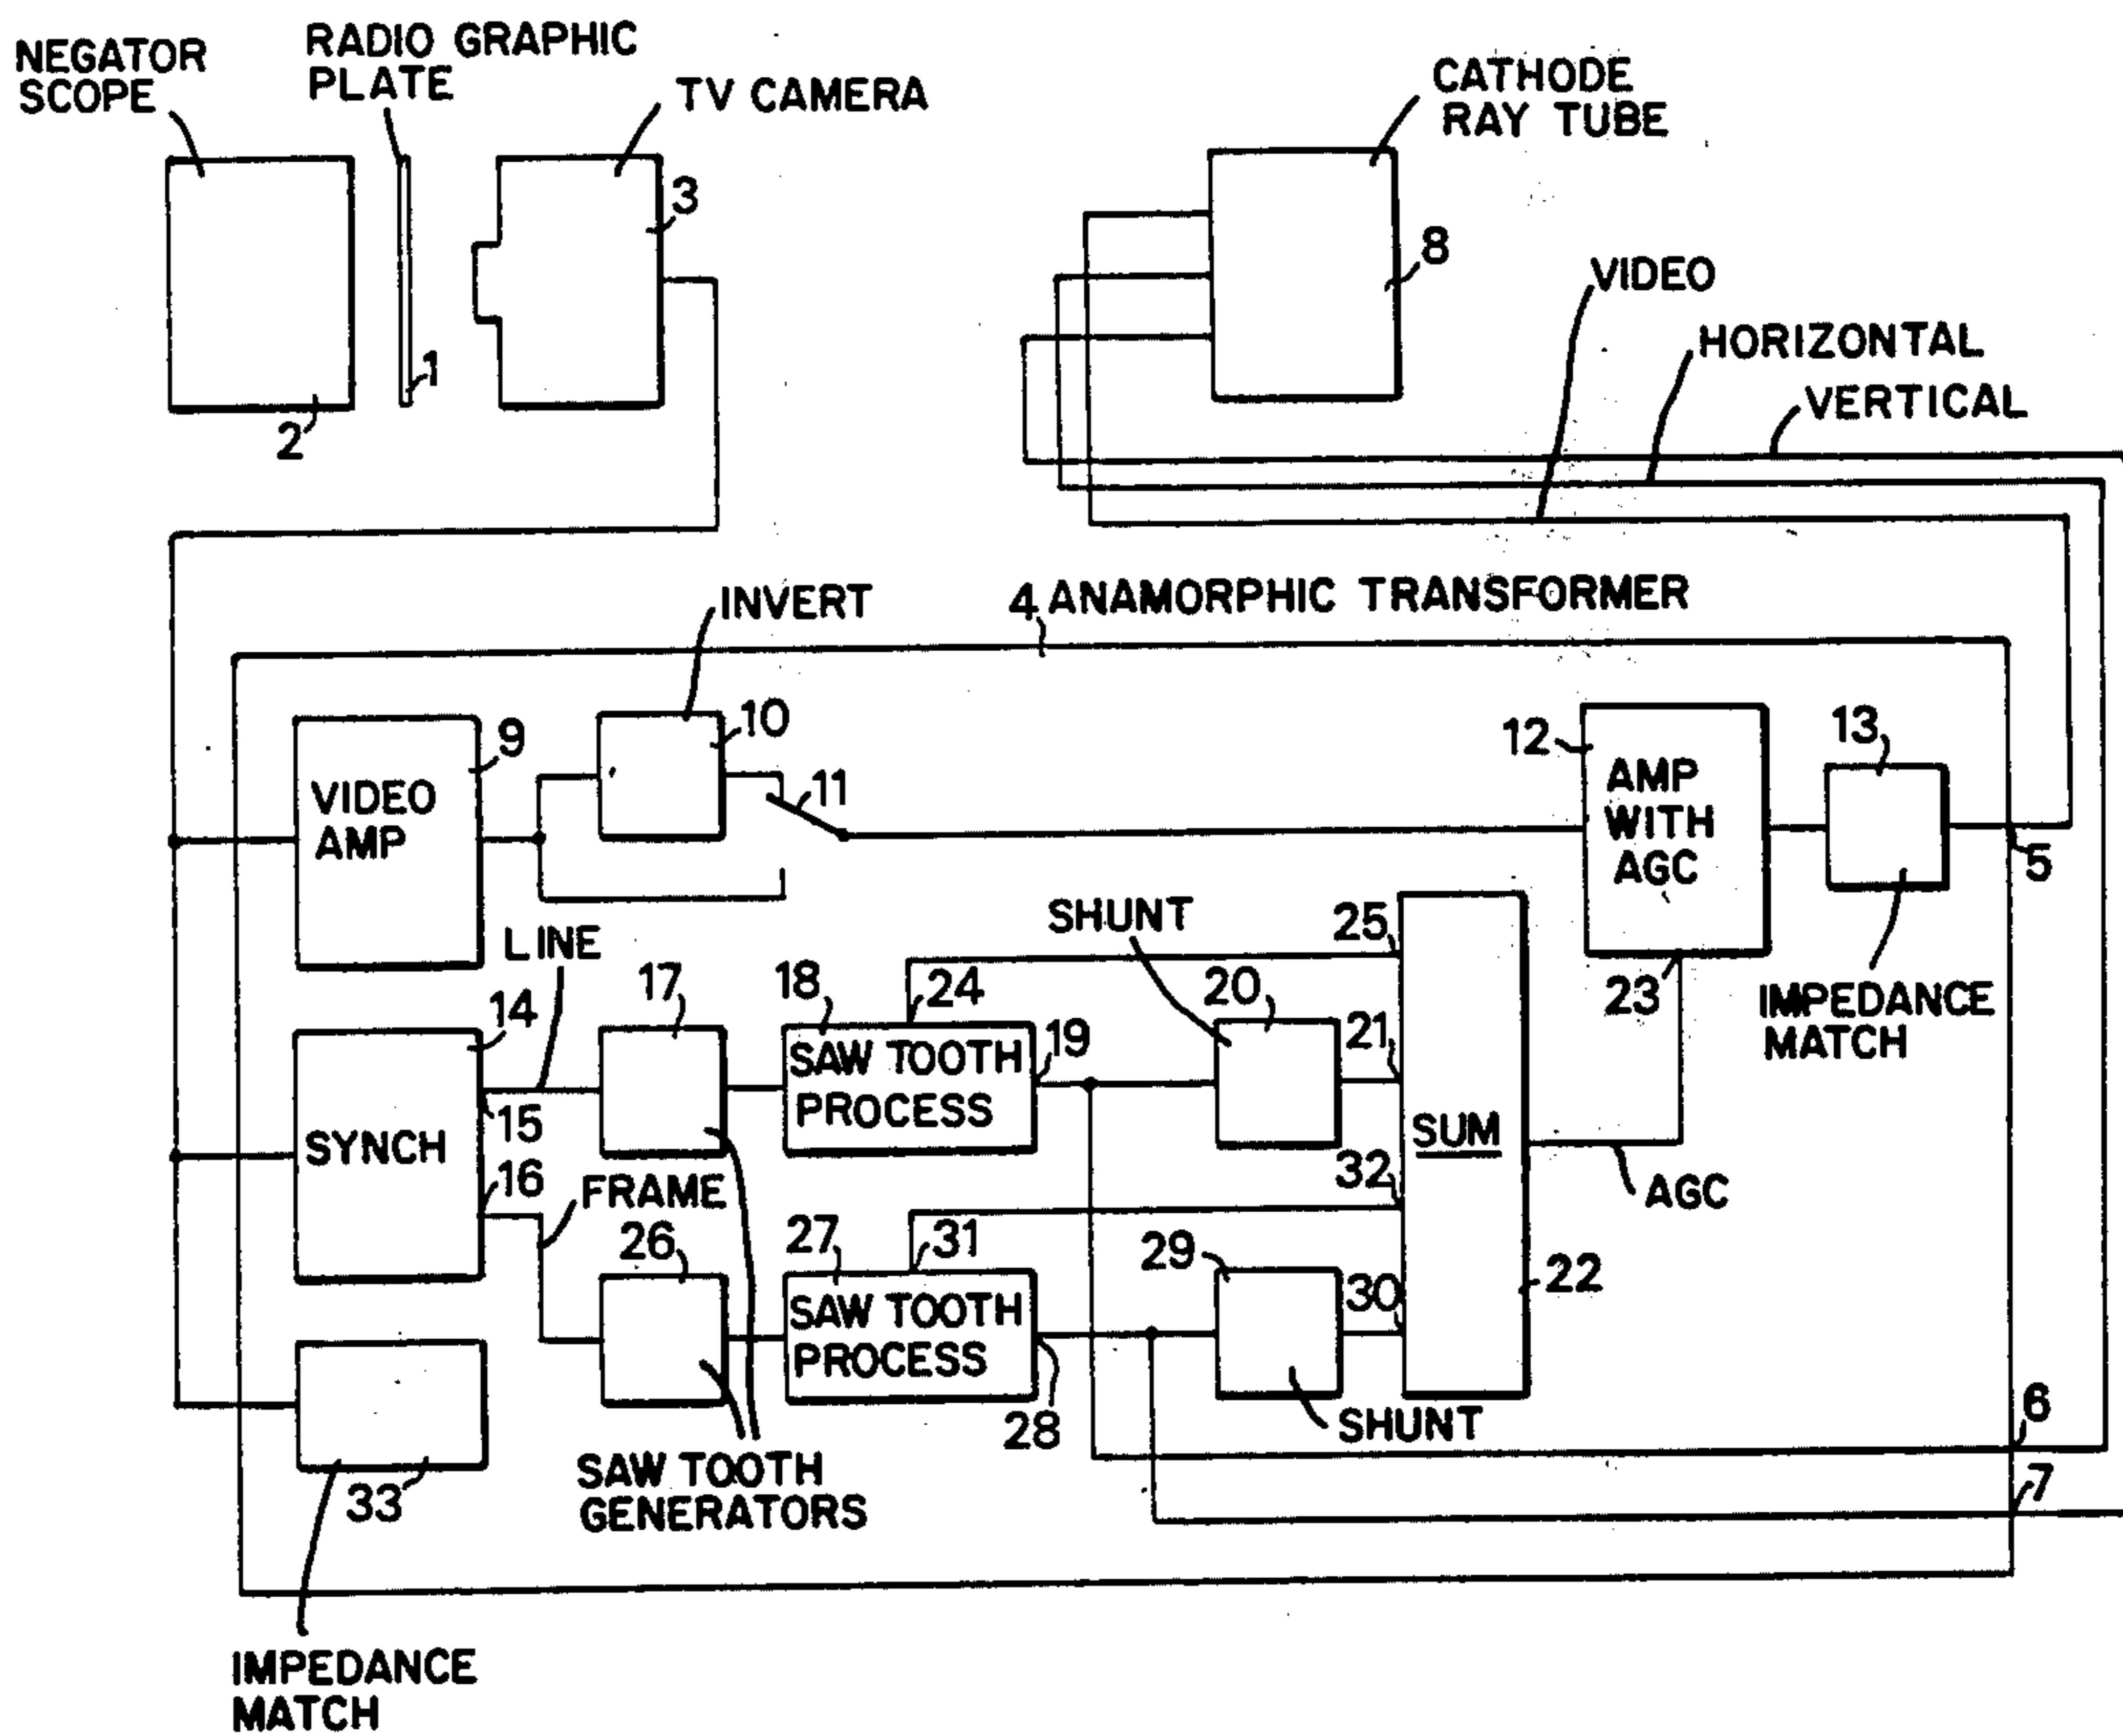 NEGATOR
SCOPE
RADIO GRAPHIC
PLATE
TV CAMERA
CATHODE
RAY TUBE
3
8
1
2
VIDEO
HORIZONTAL
VERTICAL
4 ANAMORPHIC TRANSFORMER
INVERT
9
10
11
12
13
VIDEO
AMP
AMP
WITH
AGC
5
LINE
SHUNT
25
23
IMPEDANCE
MATCH
14
17
18
24
20
21
19
SAW TOOTH
PROCESS
15
SYNCH
SUM
16
FRAME
32
AGC
26
27
31
29
30
22
SAW TOOTH
PROCESS
28
SHUNT
6
7
33
SAW TOOTH
GENERATORS
IMPEDANCE
MATCH